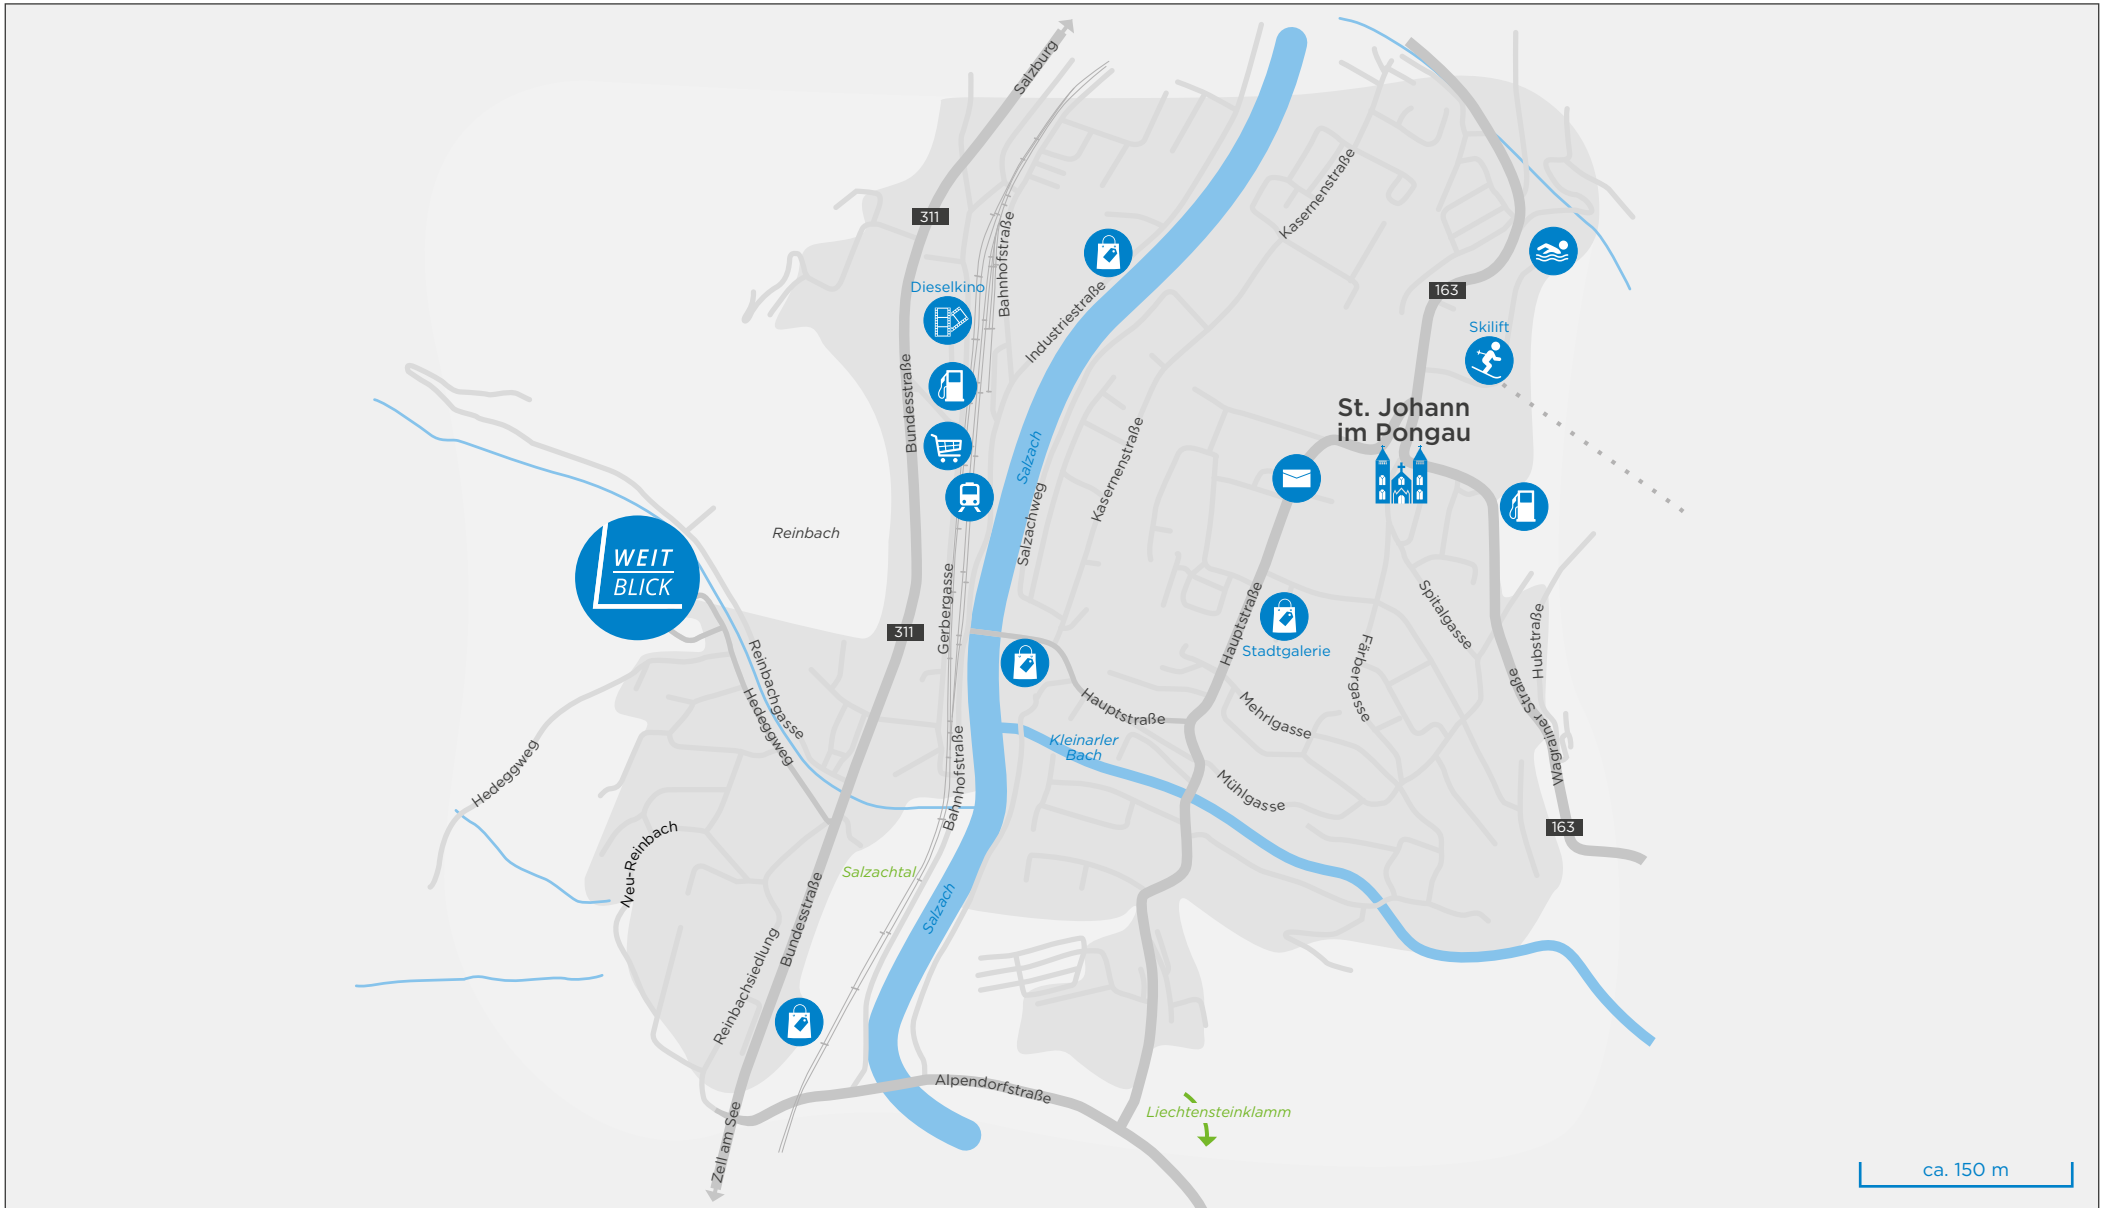 Salzburg
311
Kasernenstraße
Bahnhofstraße
Dieselkino
Industriestraße
163
Skilift
Bundesstraße
St. Johann
im Pongau
Salzach
Kasernenstraße
Salzachweg
Reinbach
WEIT
BLICK
Gerbergasse
311
Hauptstraße
Stadtgalerie
Färbergasse
Spitalgasse
Hubstraße
Wagrainer Straße
Reinbachgasse
Hedeggweg
Hauptstraße
Mehrlgasse
Kleinarler
Bach
Hedeggweg
Bahnhofstraße
Mühlgasse
163
Neu-Reinbach
Salzachtal
Salzach
Bundesstraße
Reinbachsiedlung
Alpendorfstraße
Liechtensteinklamm
Zell am See
ca. 150 m